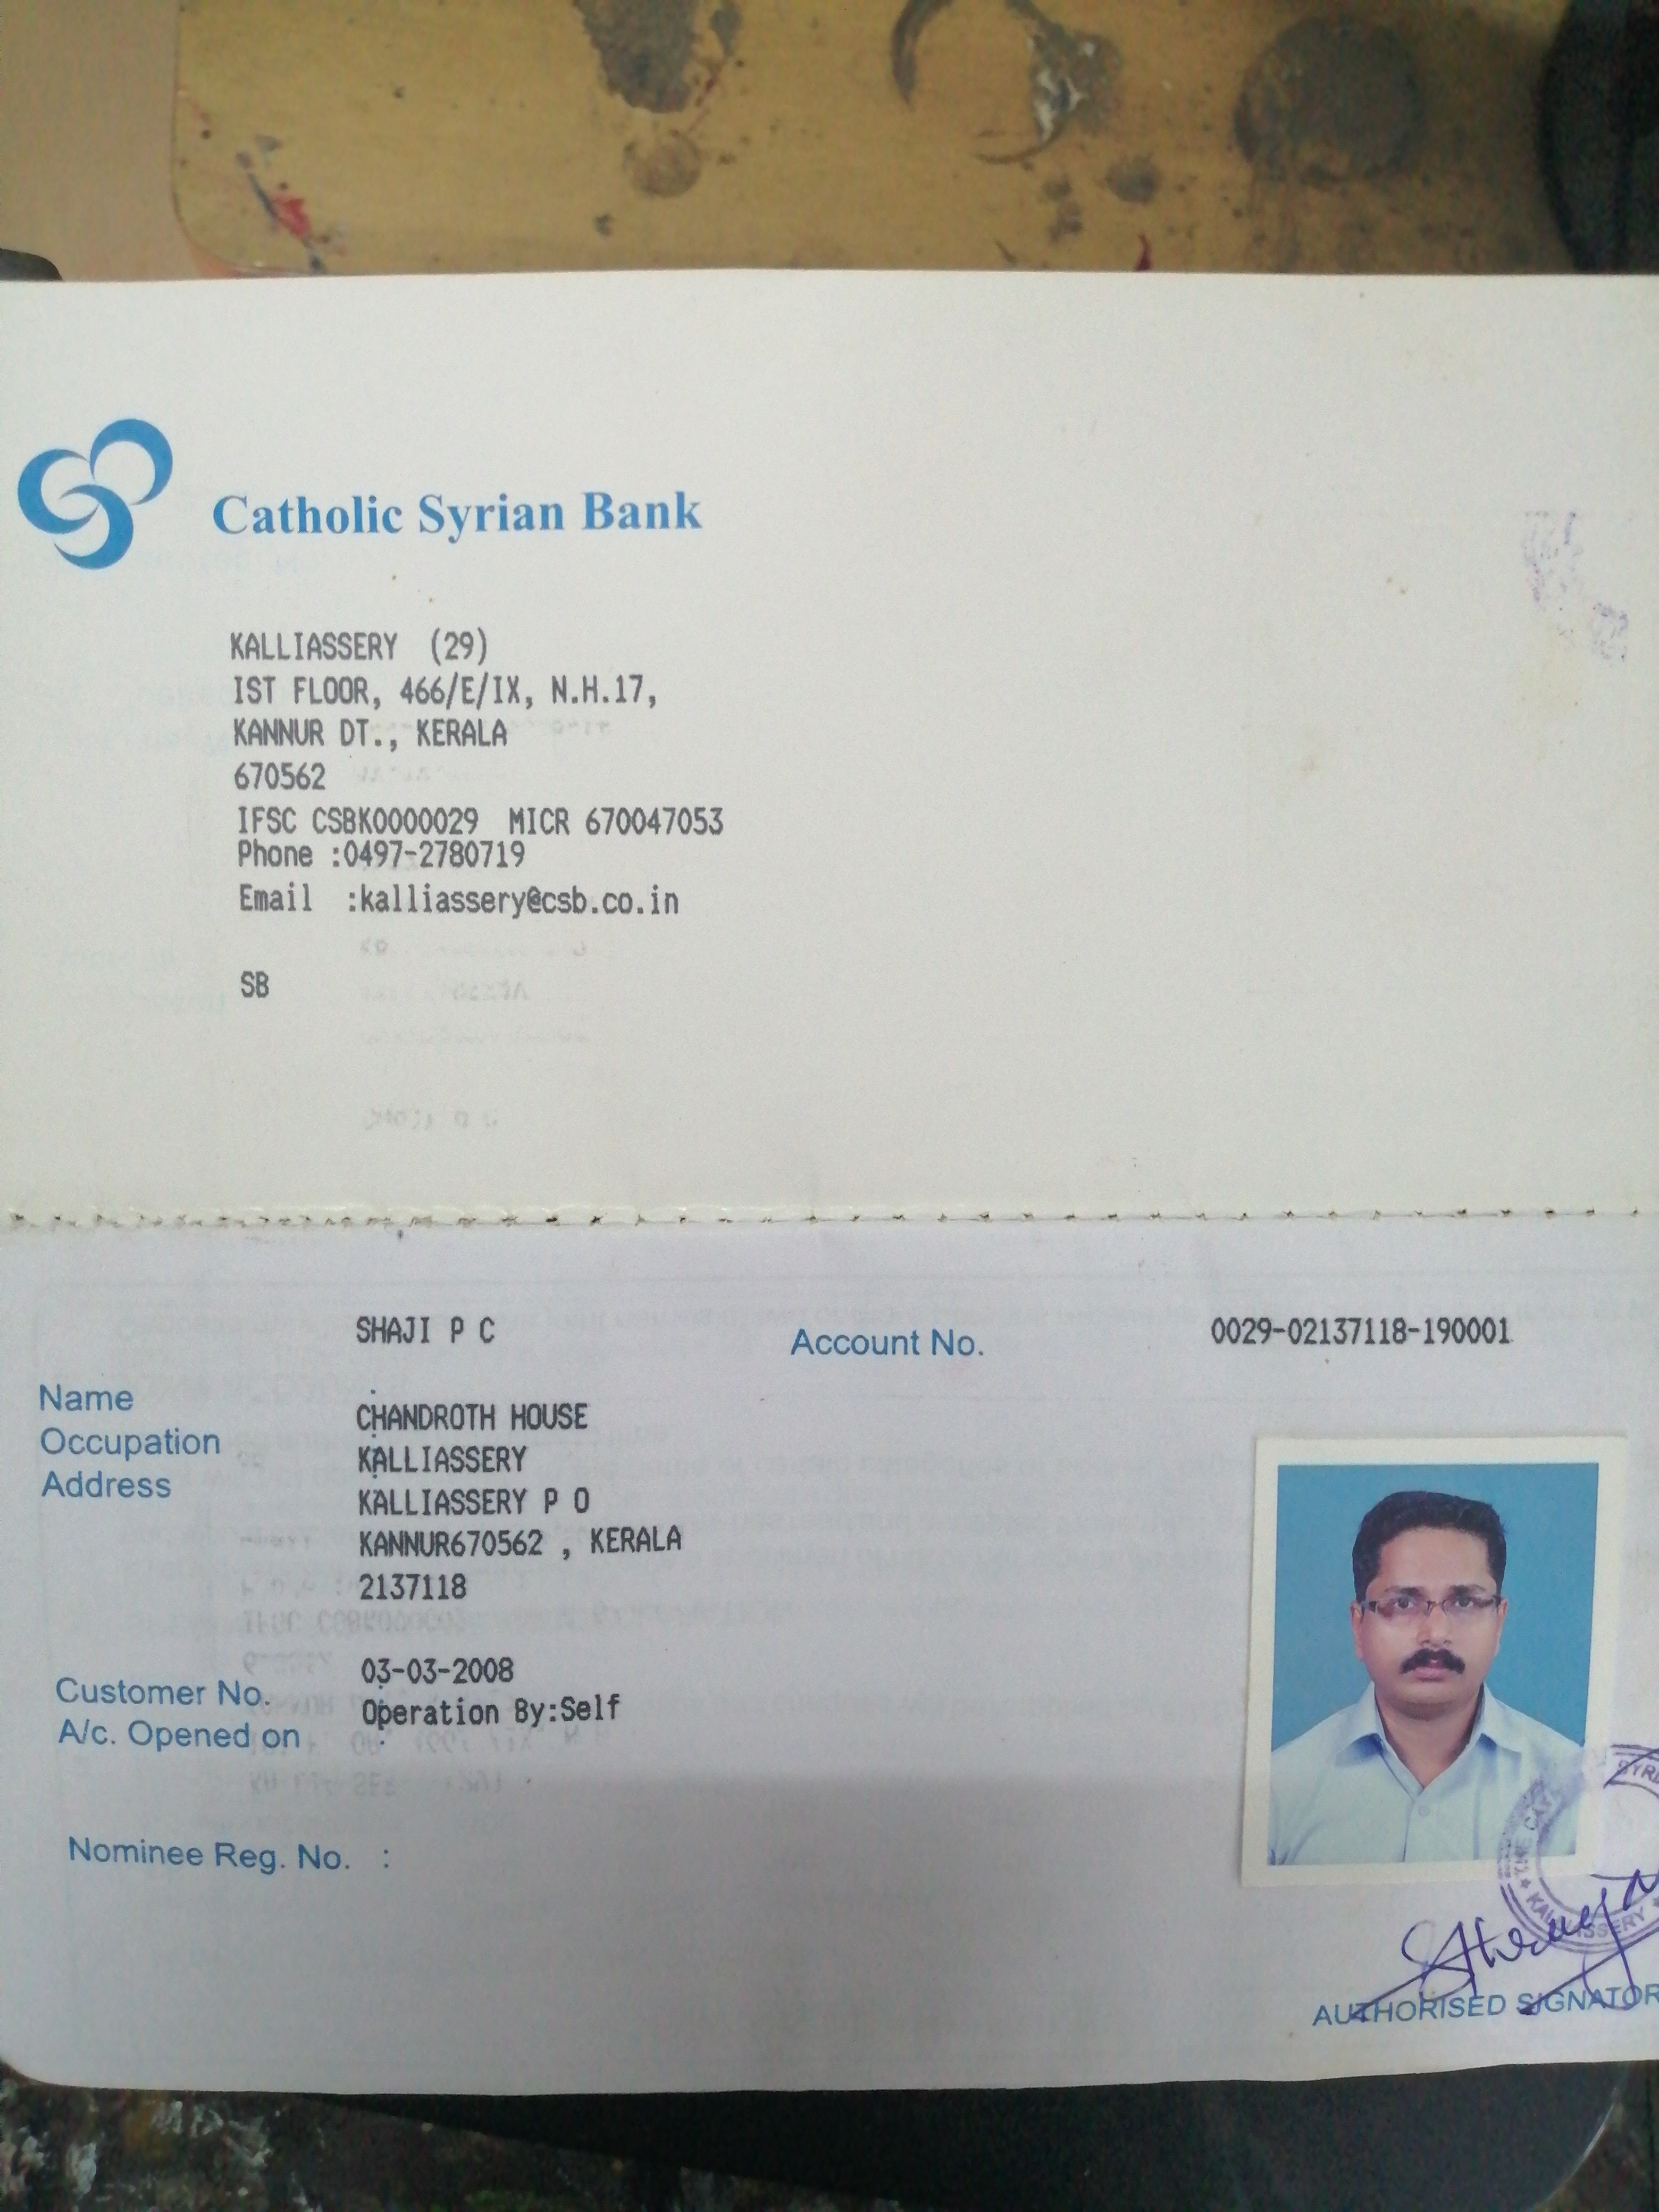 Catholic Syrian Bank
KALLIASSERY (29)
IST FLOOR, 466/E/IX, N.H.17,
KANNUR DT., KERALA
670562
IFSC CSBK0000029 MICR 670047053
Phone :0497-2780719
Email :kalliassery@csb.co.in
SB
SHAJI P C
Account No. 0029-02137118-190001
Name :
CHANDROTH HOUSE
Occupation :
KALLIASSERY
Address :
KALLIASSERY P O
KANNUR670562 , KERALA
2137118
Customer No. :
03-03-2008
A/c. Opened on :
Operation By:Self
Nominee Reg. No. :
THE CATH SYRI
KALLIASSERY
AUTHORISED SIGNATOR